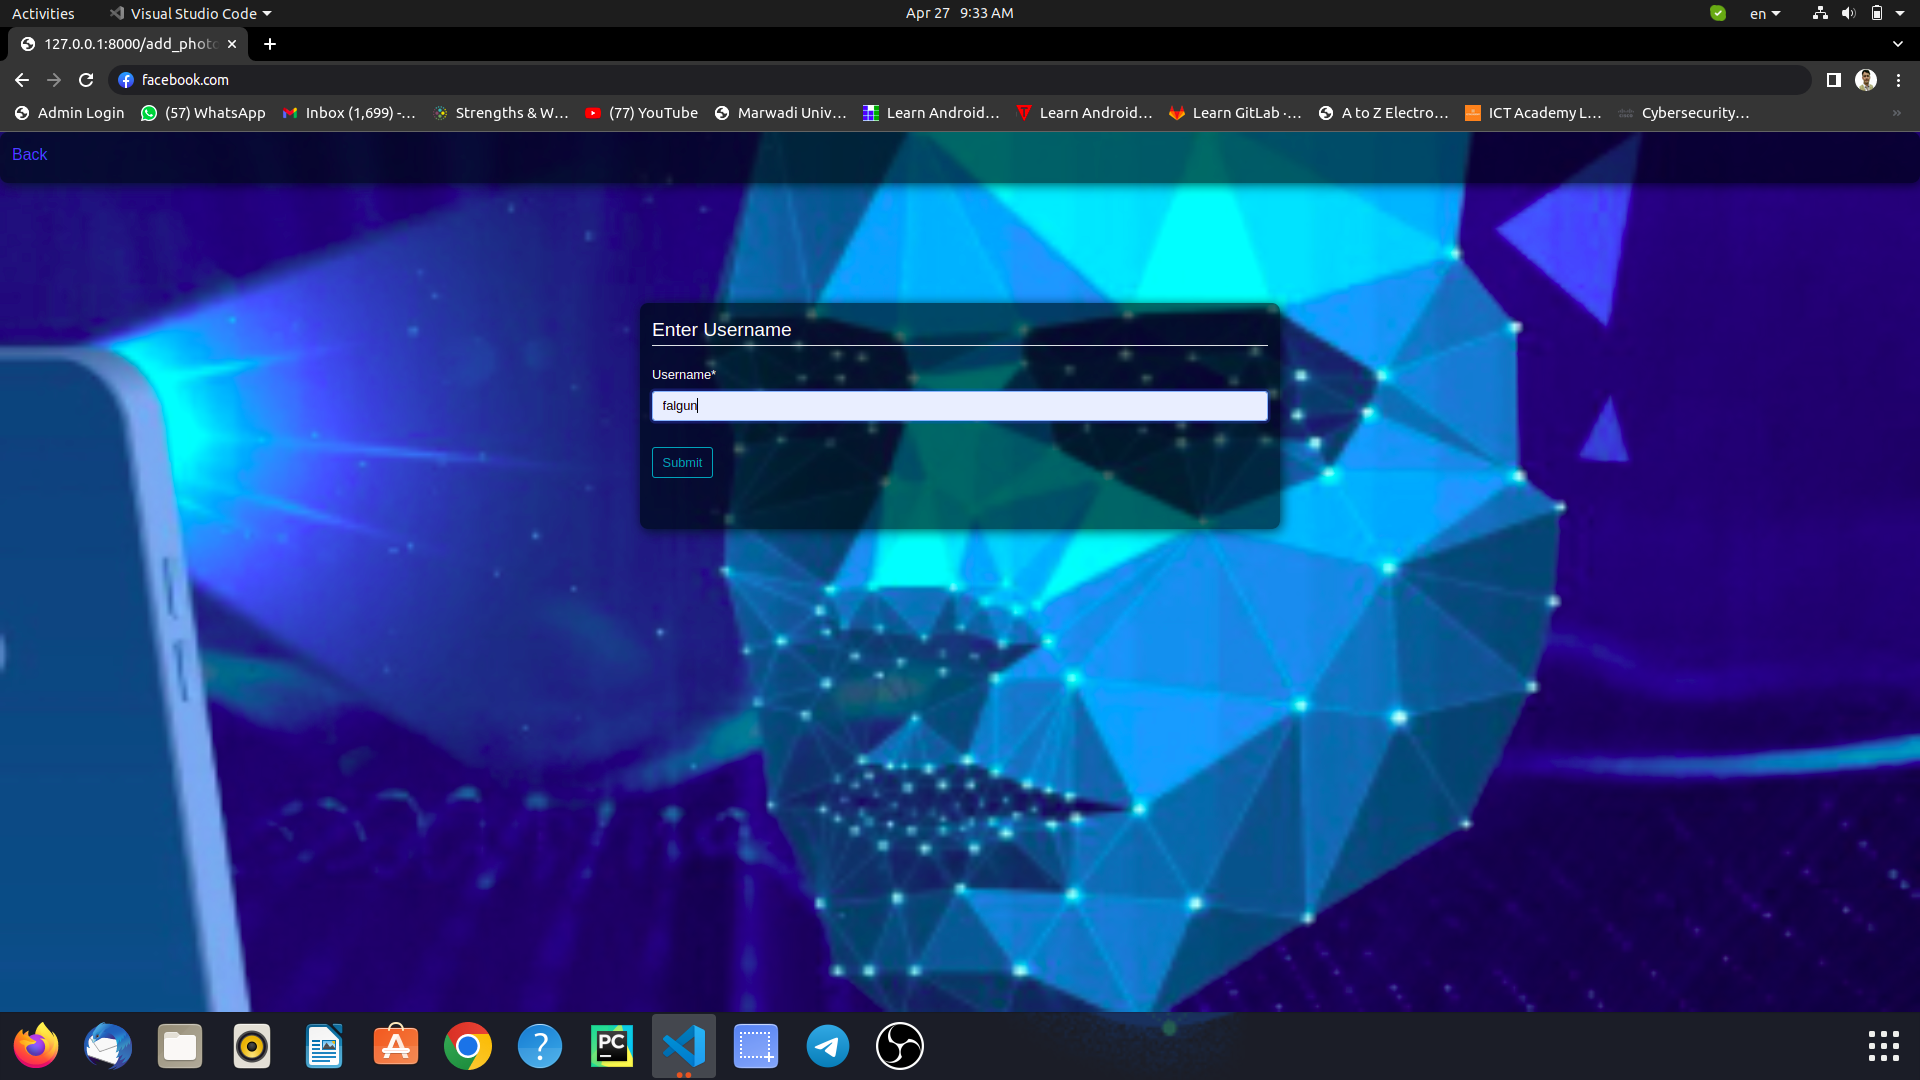 Activities Visual Studio Code Apr 27 9:33 AM en
127.0.0.1:8000/add_photo
facebook.com
Admin Login (57) WhatsApp Inbox (1,699) -... Strengths & W... (77) YouTube Marwadi Univ... Learn Android... Learn Android... Learn GitLab -... A to Z Electro... ICT Academy L... Cybersecurity... »
Back
Enter Username
Username*
falgun
Submit
PC